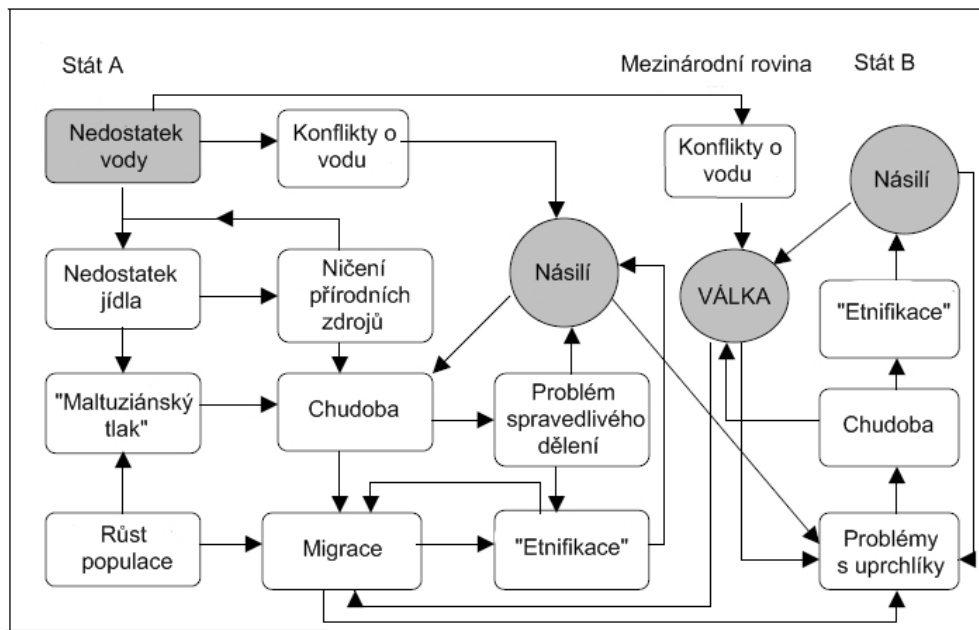 Stát A
Mezinárodní rovina
Stát B
Nedostatek
vody
Konflikty o
vodu
Konflikty o
vodu
Násilí
Nedostatek
jídla
Ničení
přírodních
zdrojů
Násilí
VÁLKA
"Etnifikace"
"Maltuziánský
tlak"
Chudoba
Problém
spravedlivého
dělení
Chudoba
Růst
populace
Migrace
"Etnifikace"
Problémy
s uprchlíky